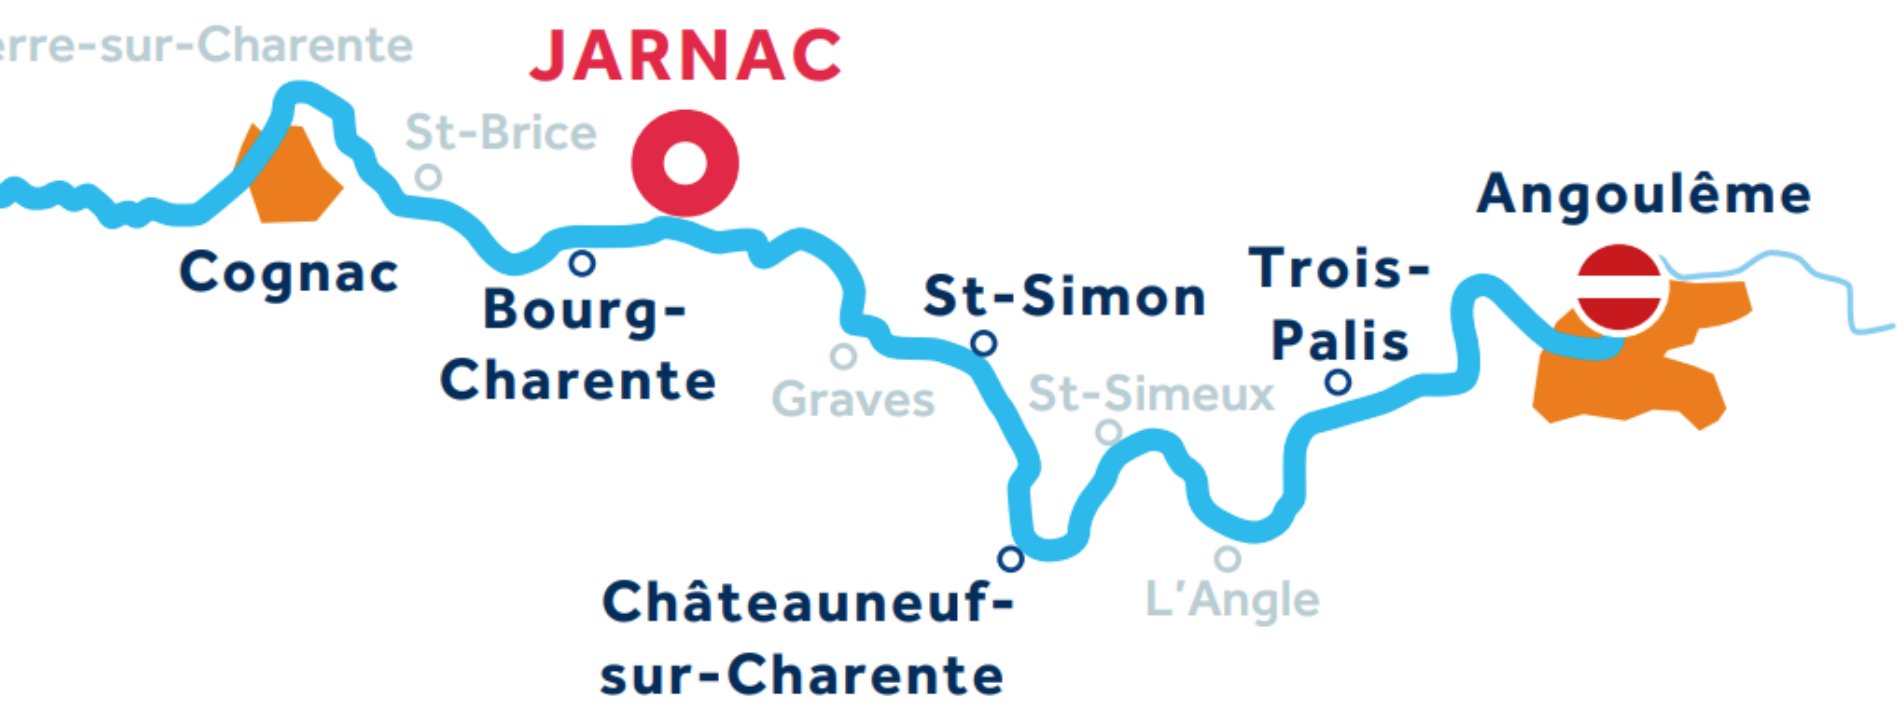 erre-sur-Charente
JARNAC
St-Brice
Angoulême
Cognac
Bourg-
Charente
St-Simon
Trois-
Palis
Graves
St-Simeux
Châteauneuf-
sur-Charente
L'Angle